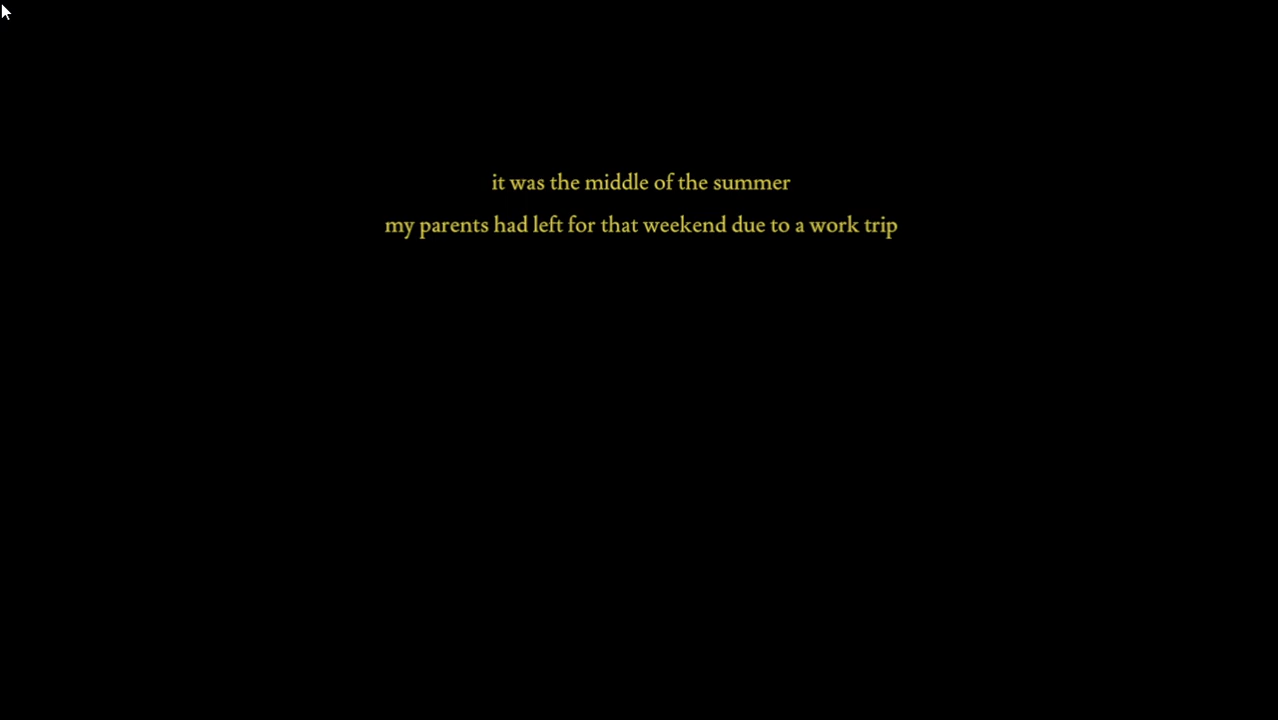 it was the middle of the summer
my parents had left for that weekend due to a work trip